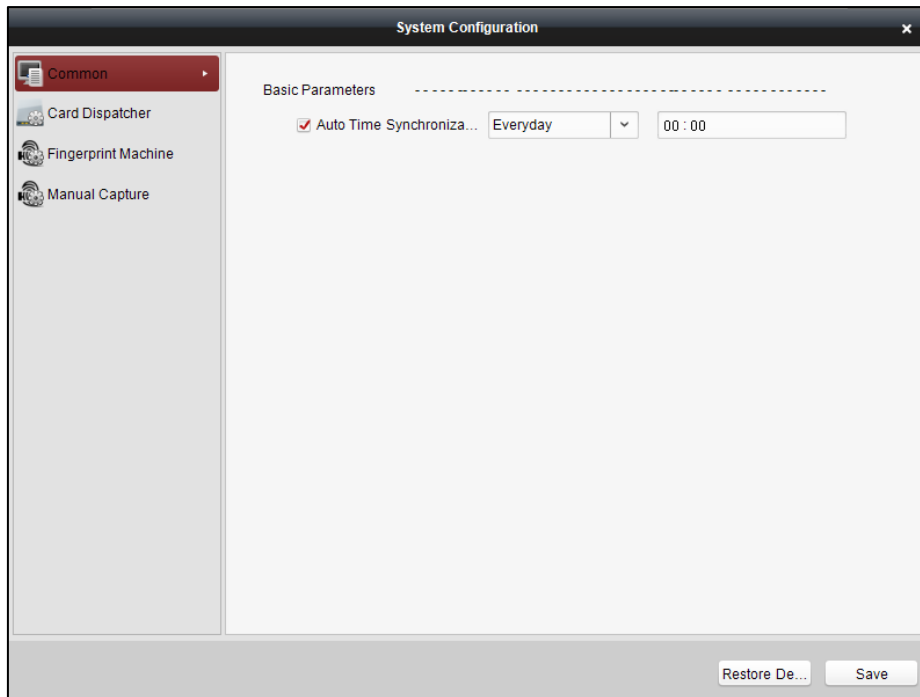 System Configuration
Common
Card Dispatcher
Fingerprint Machine
Manual Capture
Basic Parameters
Auto Time Synchroniza... Everyday 00 : 00
Restore De... Save